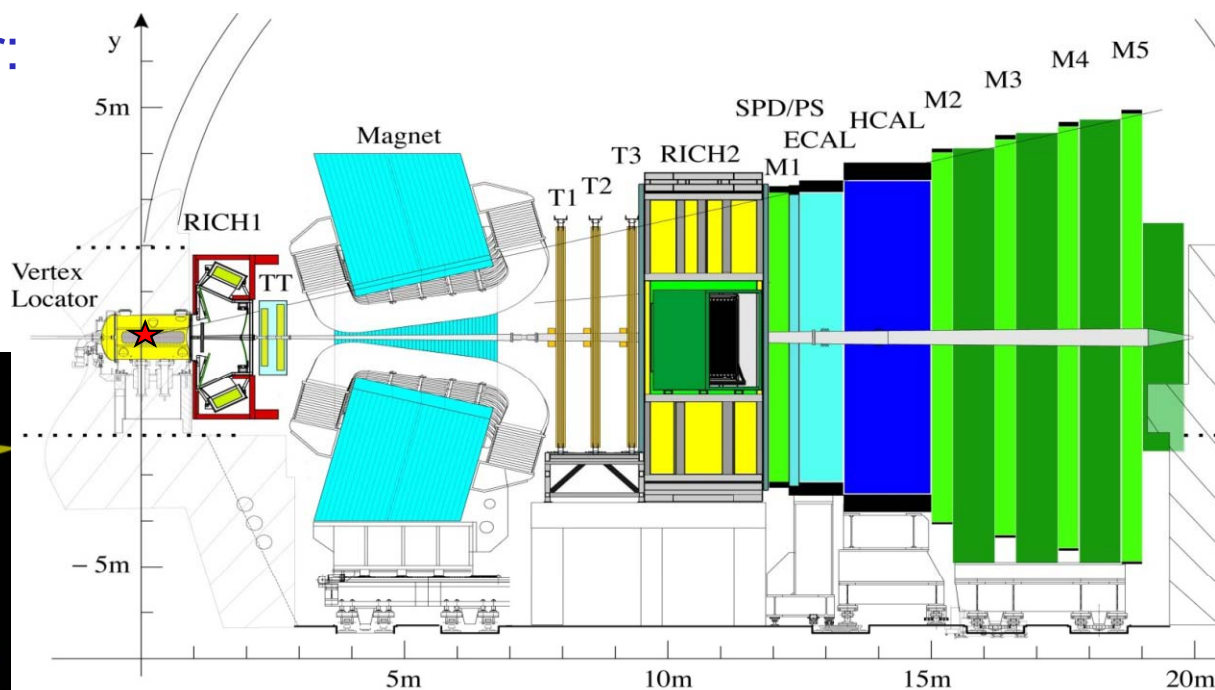 y
5m
Vertex
Locator
RICH1
TT
Magnet
T1
T2
T3
RICH2
SPD/PS
M1
ECAL
HCAL
M2
M3
M4
M5
− 5m
5m
10m
15m
20m